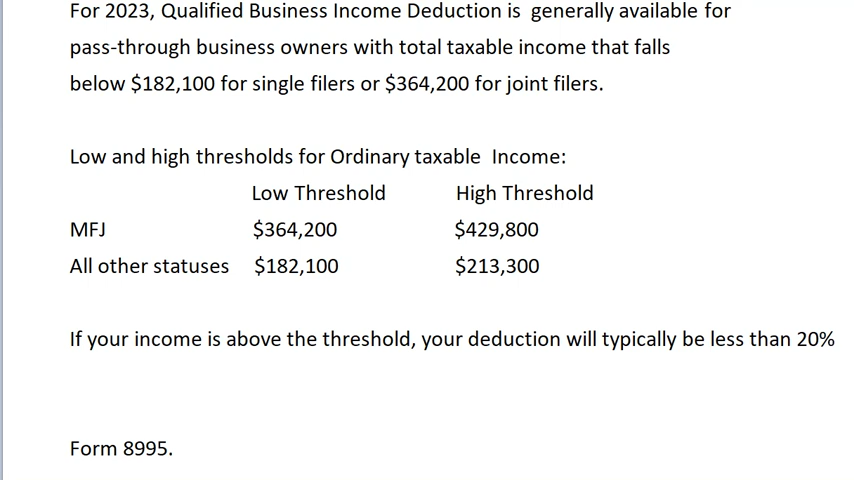 For 2023, Qualified Business Income Deduction is  generally available for
pass-through business owners with total taxable income that falls
below $182,100 for single filers or $364,200 for joint filers.
Low and high thresholds for Ordinary taxable  Income:
Low Threshold High Threshold
MFJ $364,200 $429,800
All other statuses $182,100 $213,300
If your income is above the threshold, your deduction will typically be less than 20%
Form 8995.